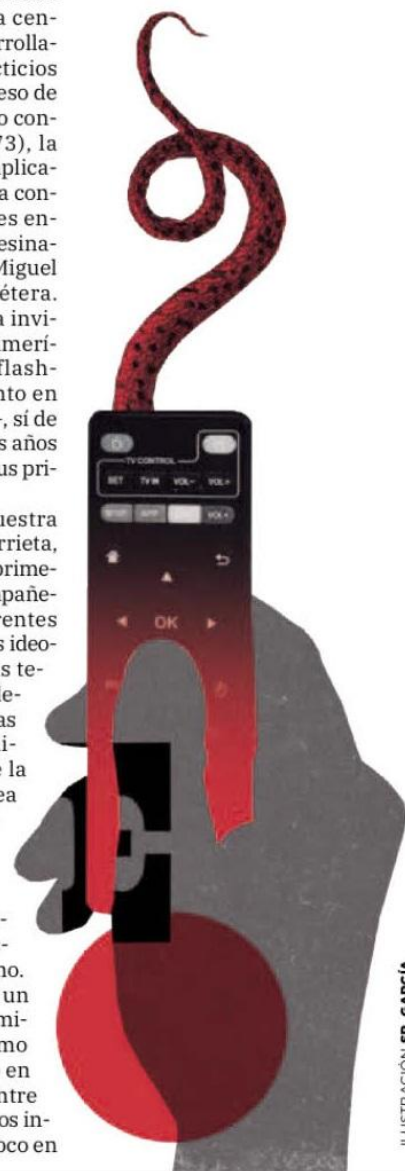 a cen-
rrolla-
cticios
eso de
o con-
73), la
plica-
a con-
es en-
esina-
Miguel
étera.
a invi-
merí-
flash-
nto en
-, sí de
s años
us pri-
uestra
rrieta,
prime-
pañe-
rentes
s ideo-
s te-
de-
as
i-
e la
ea
-
-
no.
un
mi-
mo
en
ntre
os in-
oco en
TV CONTROL
SET TV IN VOL- VOL+
APP VOL+
OK
E
ILUSTRACIÓN SR. GARCÍA